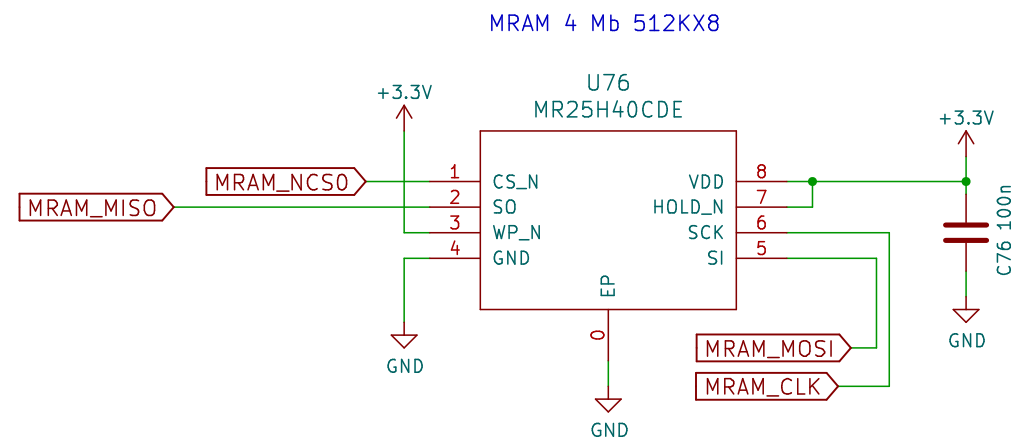 MRAM 4 Mb 512KX8
U76
MR25H40CDE
+3.3V
+3.3V
MRAM_NCS0
MRAM_MISO
1
2
3
4
CS_N
SO
WP_N
GND
VDD
HOLD_N
SCK
SI
8
7
6
5
EP
0
C76 100n
GND
GND
GND
MRAM_MOSI
MRAM_CLK